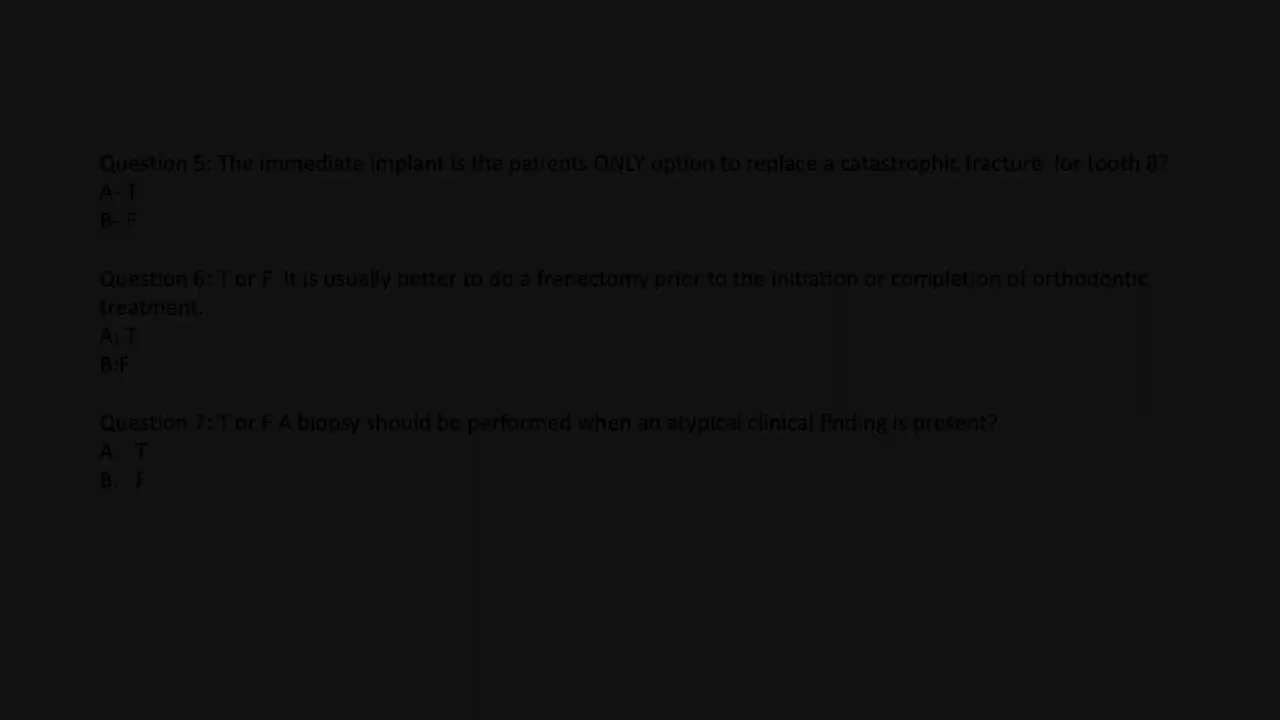 Question 5: The immediate implant is the patients ONLY option to replace a catastrophic fracture for tooth 8?
A- T
B- F
Question 6: T or F It is usually better to do a frenectomy prior to the initiation or completion of orthodontic
treatment.
A: T
B:F
Question 7: T or F A biopsy should be performed when an atypical clinical finding is present?
A. T
B. F